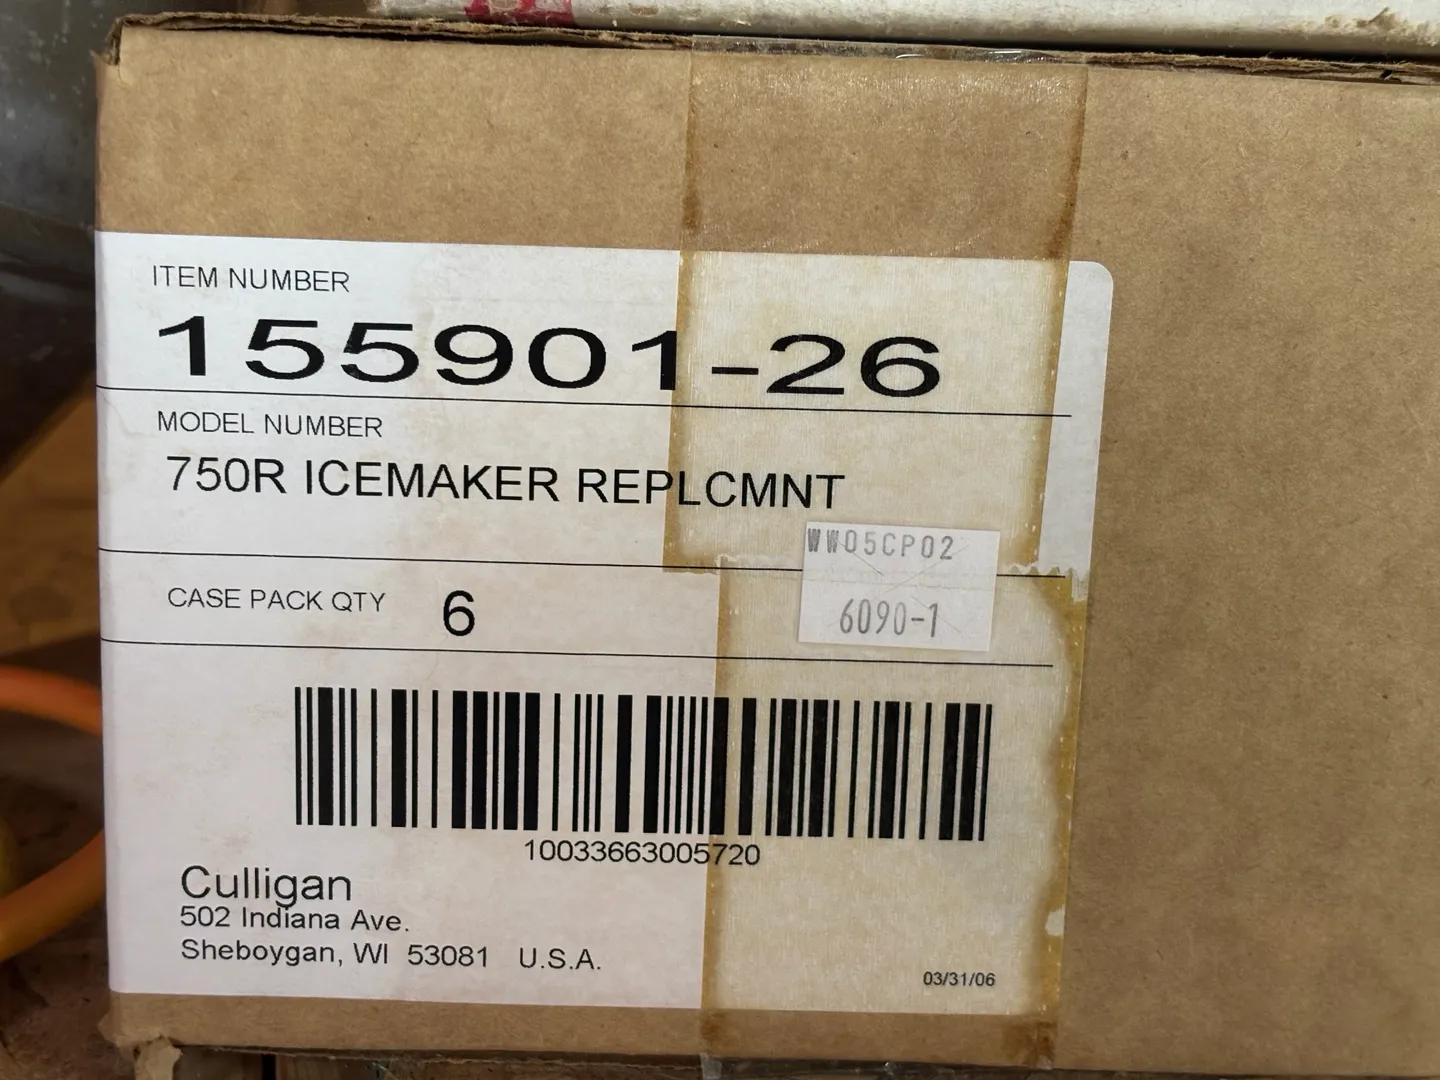 ITEM NUMBER
155901-26
MODEL NUMBER
750R ICEMAKER REPLCMNT
WW05CP02
CASE PACK QTY 6
6090-1
10033663005720
Culligan
502 Indiana Ave.
Sheboygan, WI 53081 U.S.A.
03/31/06